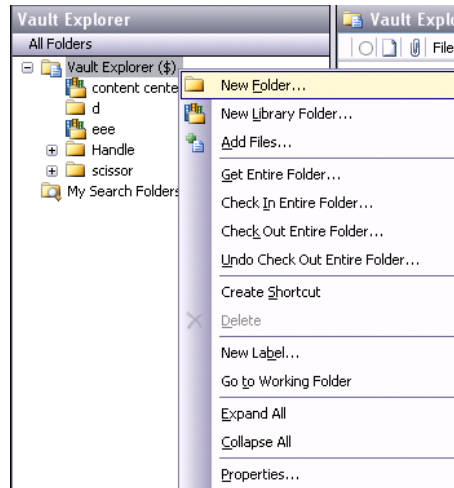 Vault Explorer
Vault Explo
All Folders
File
Vault Explorer ($)
content cente
d
eee
Handle
scissor
My Search Folders
New Folder...
New Library Folder...
Add Files...
Get Entire Folder...
Check In Entire Folder...
Check Out Entire Folder...
Undo Check Out Entire Folder...
Create Shortcut
Delete
New Label...
Go to Working Folder
Expand All
Collapse All
Properties...